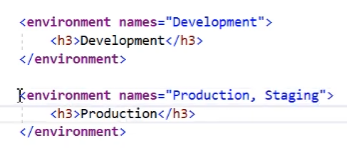 <environment names="Development">
<h3>Development</h3>
</environment>
<environment names="Production, Staging">
<h3>Production</h3>
</environment>